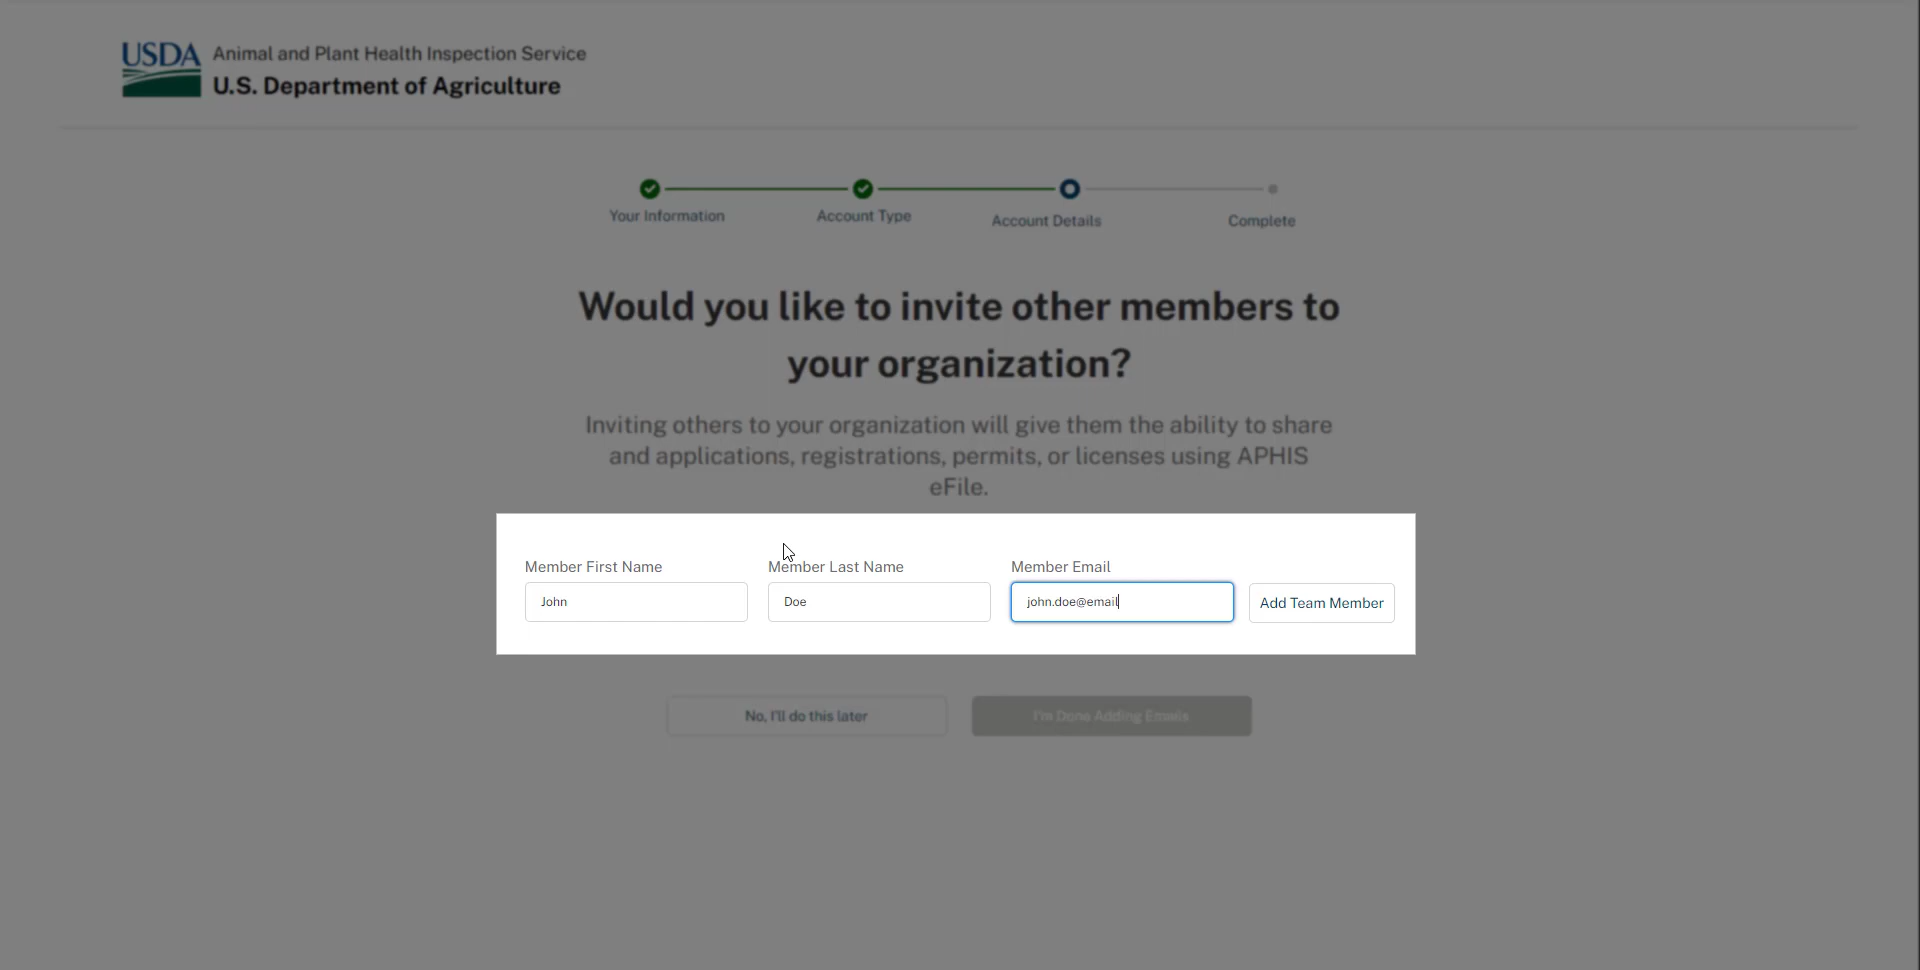 USDA
Animal and Plant Health Inspection Service
U.S. Department of Agriculture
Your Information
Account Type
Account Details
Complete
Would you like to invite other members to
your organization?
Inviting others to your organization will give them the ability to share
and applications, registrations, permits, or licenses using APHIS
eFile.
Member First Name
Member Last Name
Member Email
John
Doe
john.doe@email
Add Team Member
No, I'll do this later
I'm Done Adding Emails